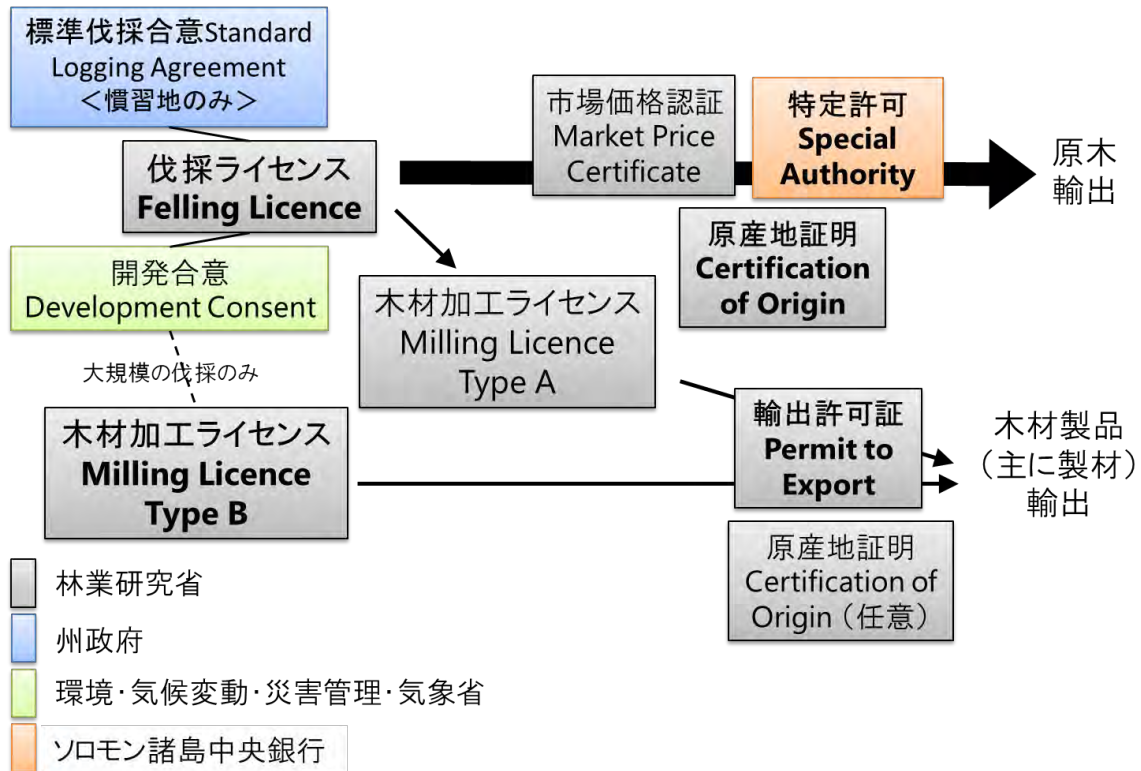 標準伐採合意Standard
Logging Agreement
＜慣習地のみ＞
伐採ライセンス
Felling Licence
開発合意
Development Consent
大規模の伐採のみ
木材加工ライセンス
Milling Licence
Type B
木材加工ライセンス
Milling Licence
Type A
市場価格認証
Market Price
Certificate
特定許可
Special
Authority
原木
輸出
原産地証明
Certification
of Origin
輸出許可証
Permit to
Export
木材製品
（主に製材）
輸出
原産地証明
Certification of
Origin（任意）
林業研究省
州政府
環境・気候変動・災害管理・気象省
ソロモン諸島中央銀行